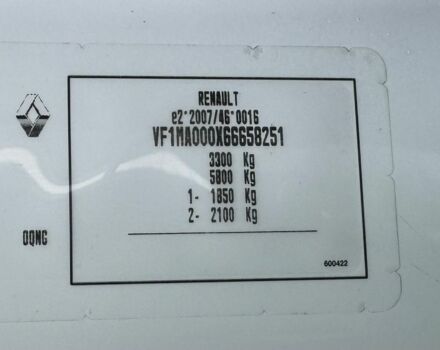 RENAULT
e2*2007/46*0016
VF1MA000X66658251
3300 Kg
5800 Kg
1- 1850 Kg
2- 2100 Kg
OQNG
600422